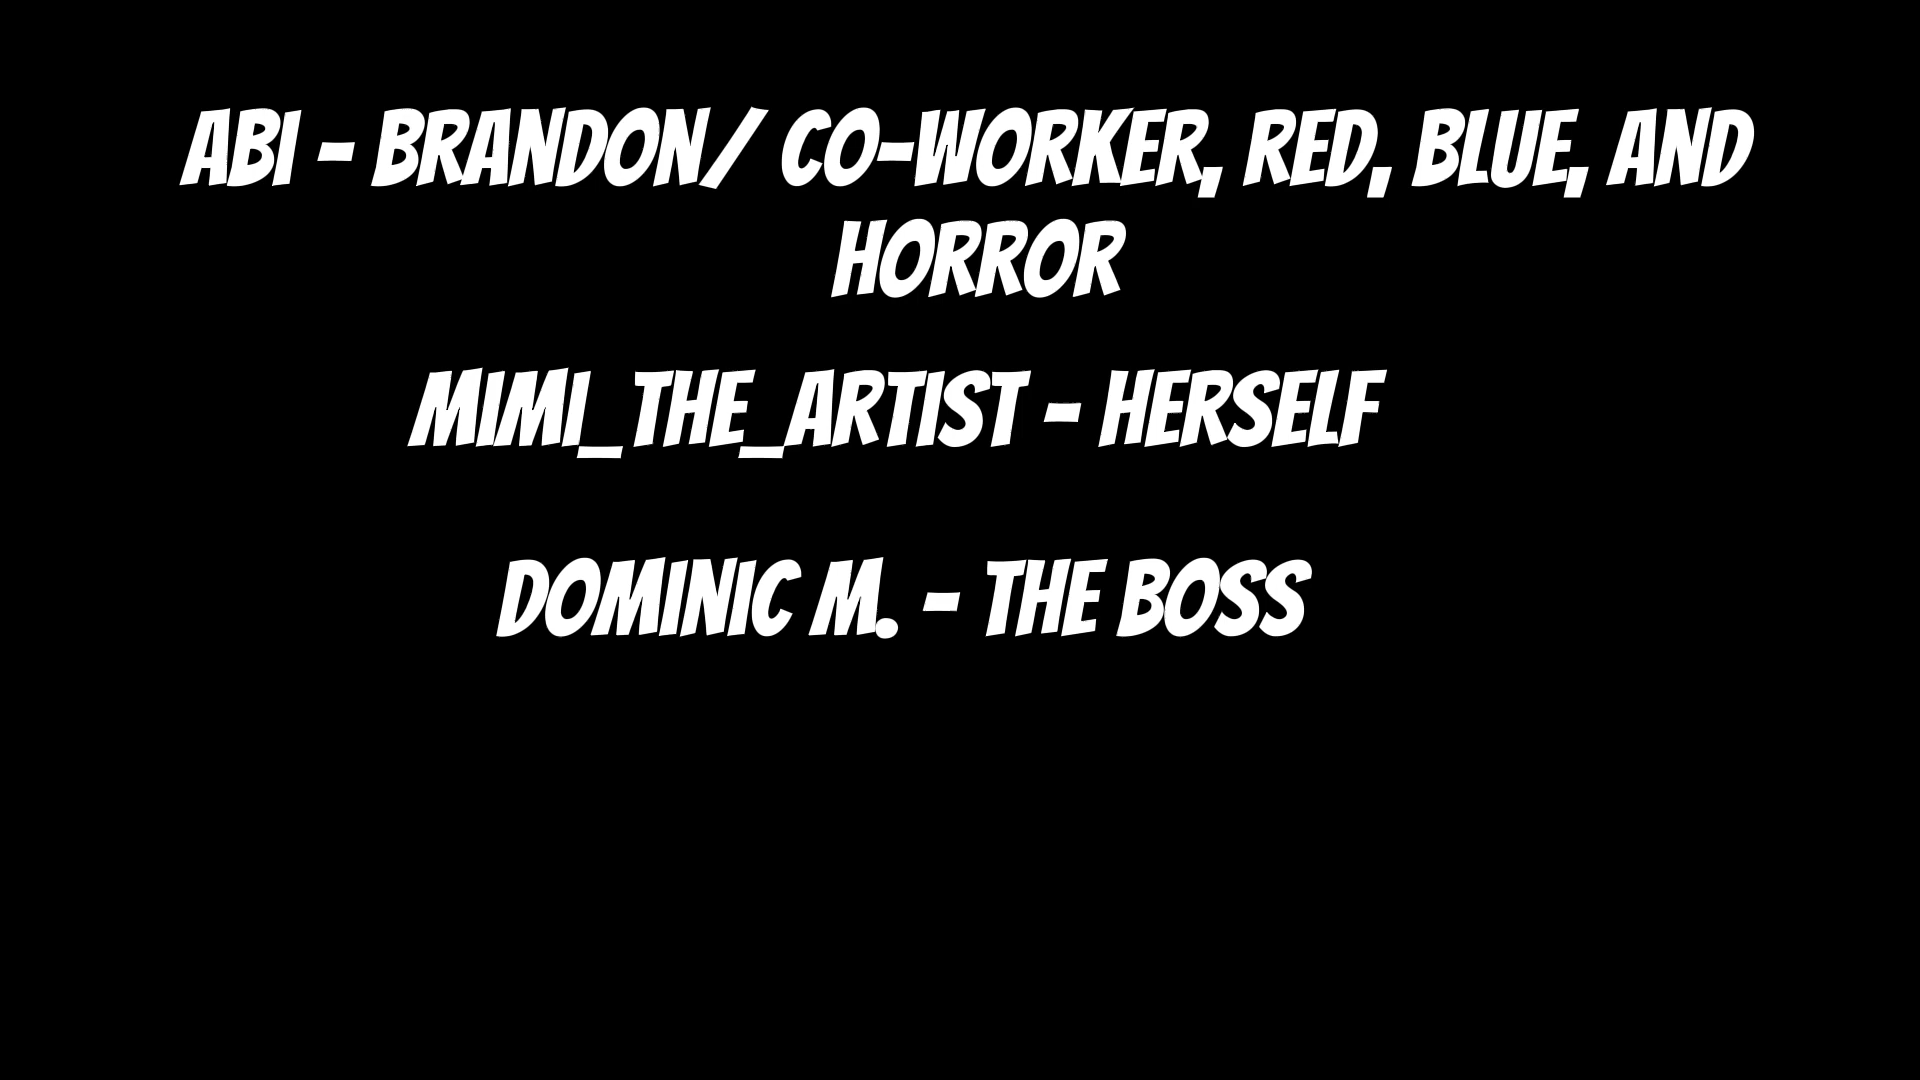 ABI - BRANDON/ CO-WORKER, RED, BLUE, AND
HORROR
MIMI_THE_ARTIST - HERSELF
DOMINIC M. - THE BOSS